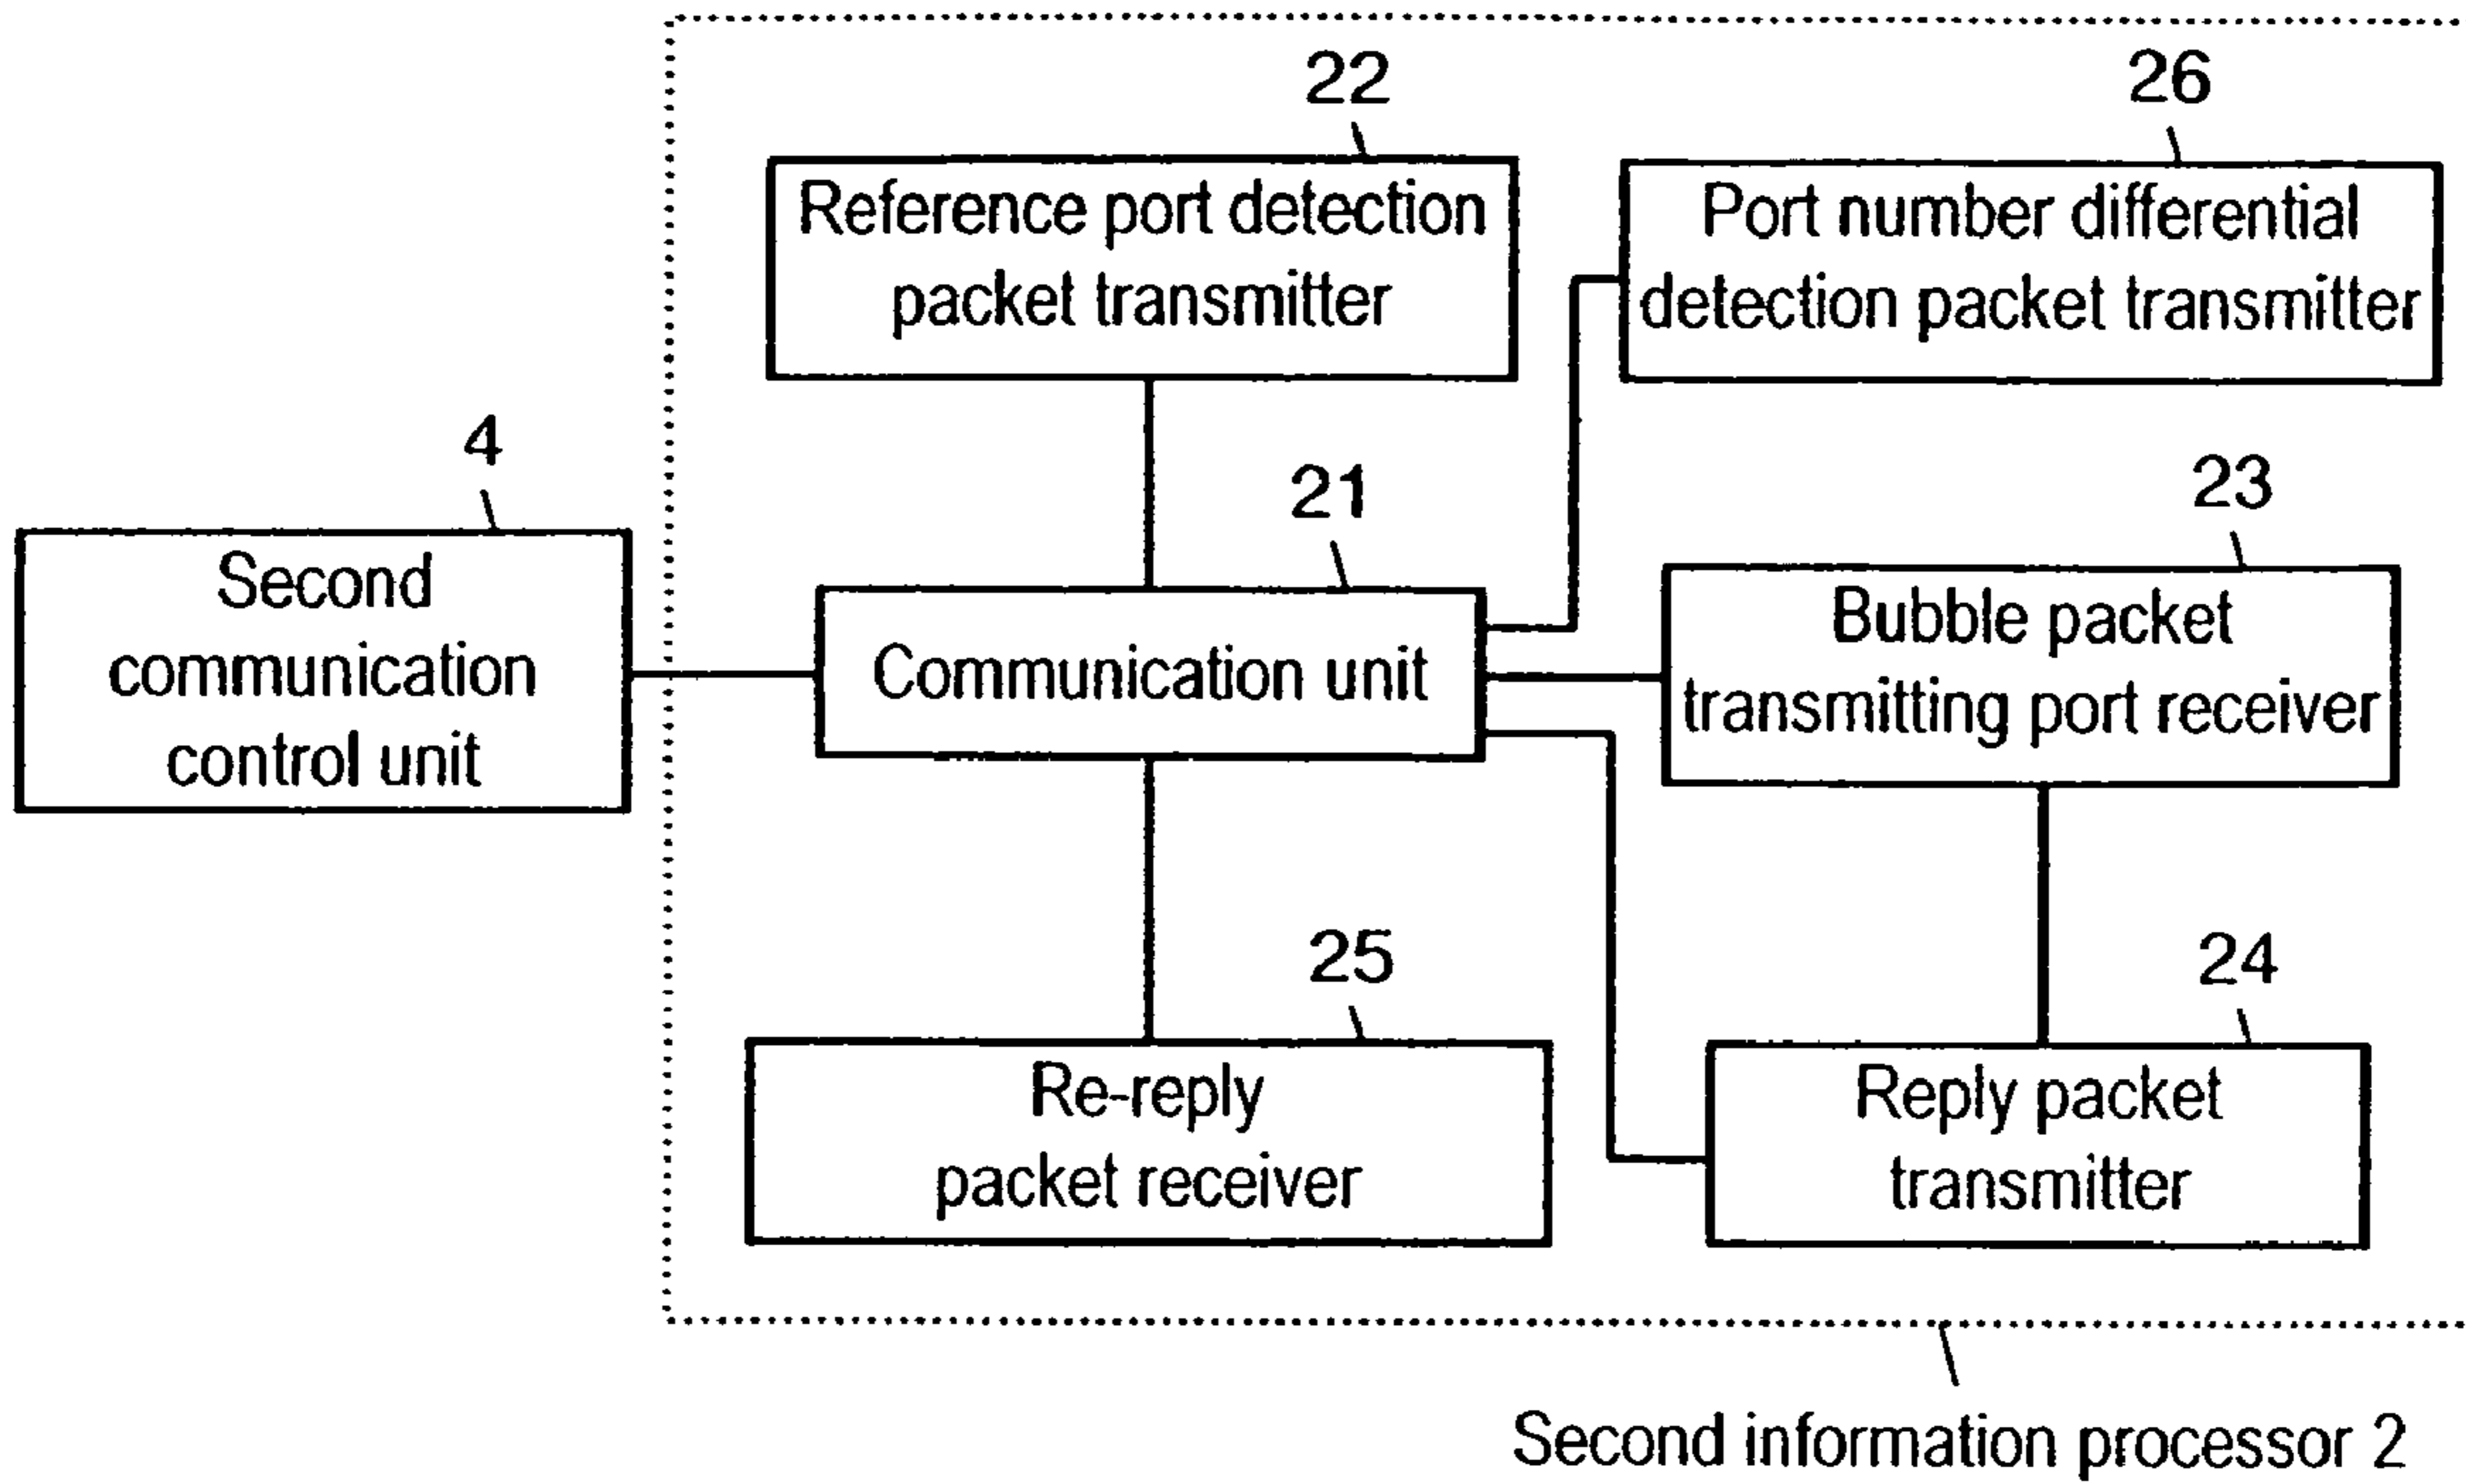 22
26
Reference port detection
packet transmitter
Port number differential
detection packet transmitter
4
21
23
Second
communication
control unit
Communication unit
Bubble packet
transmitting port receiver
25
24
Re-reply
packet receiver
Reply packet
transmitter
Second information processor 2